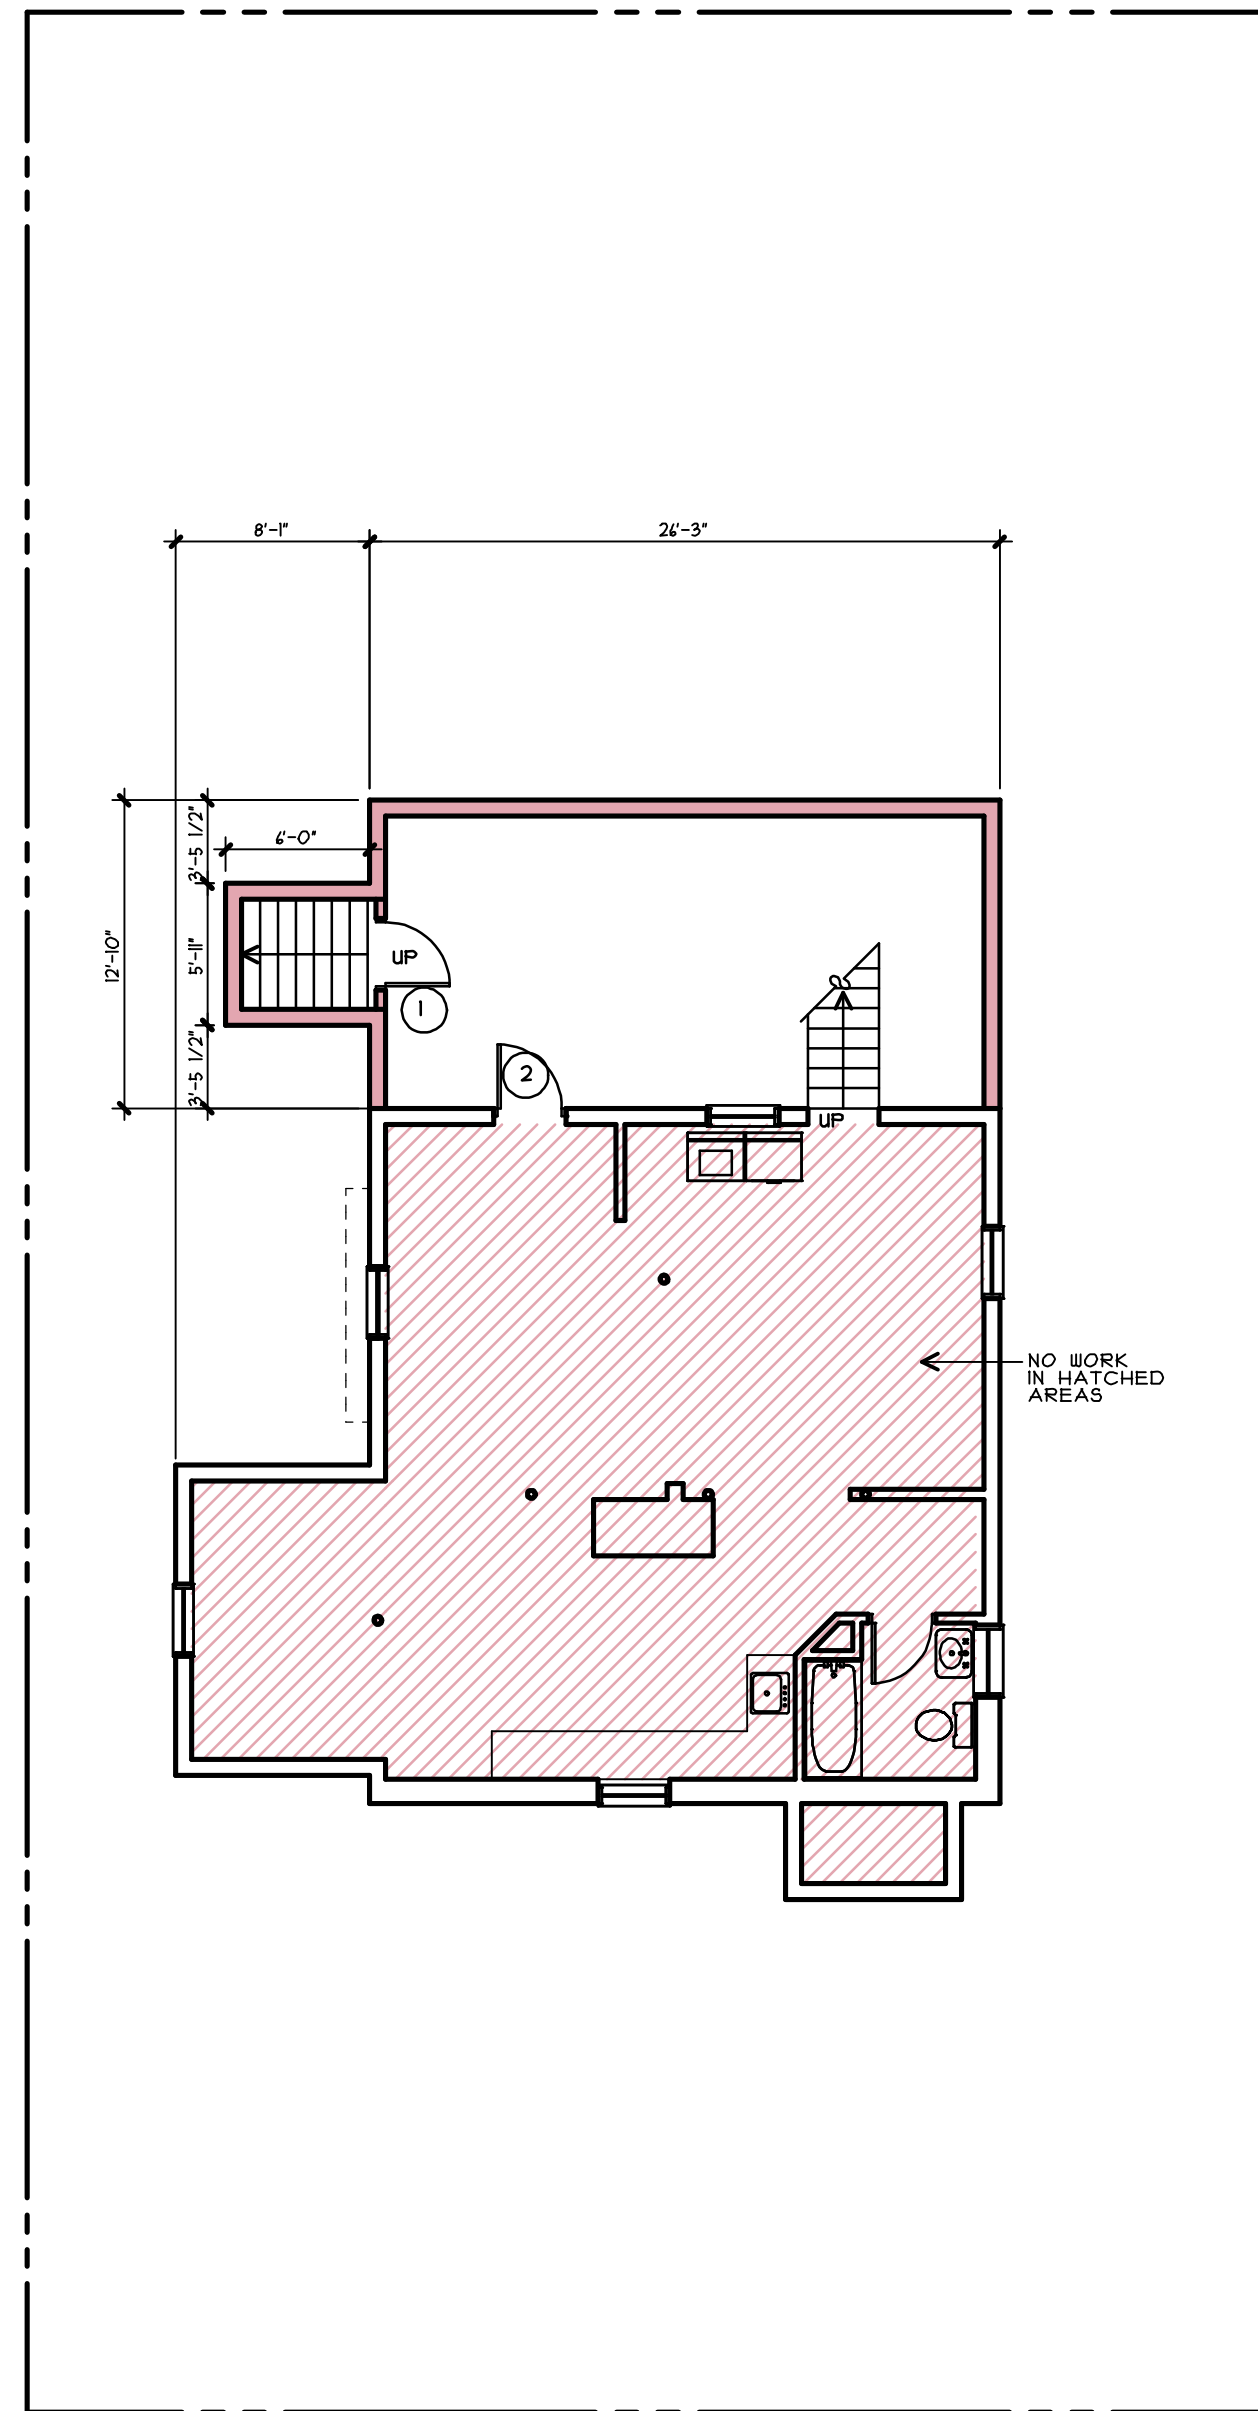 8'-1"
26'-3"
3'-5 1/2"
6'-0"
12'-10"
5'-11"
UP
1
3'-5 1/2"
2
UP
NO WORK
IN HATCHED
AREAS